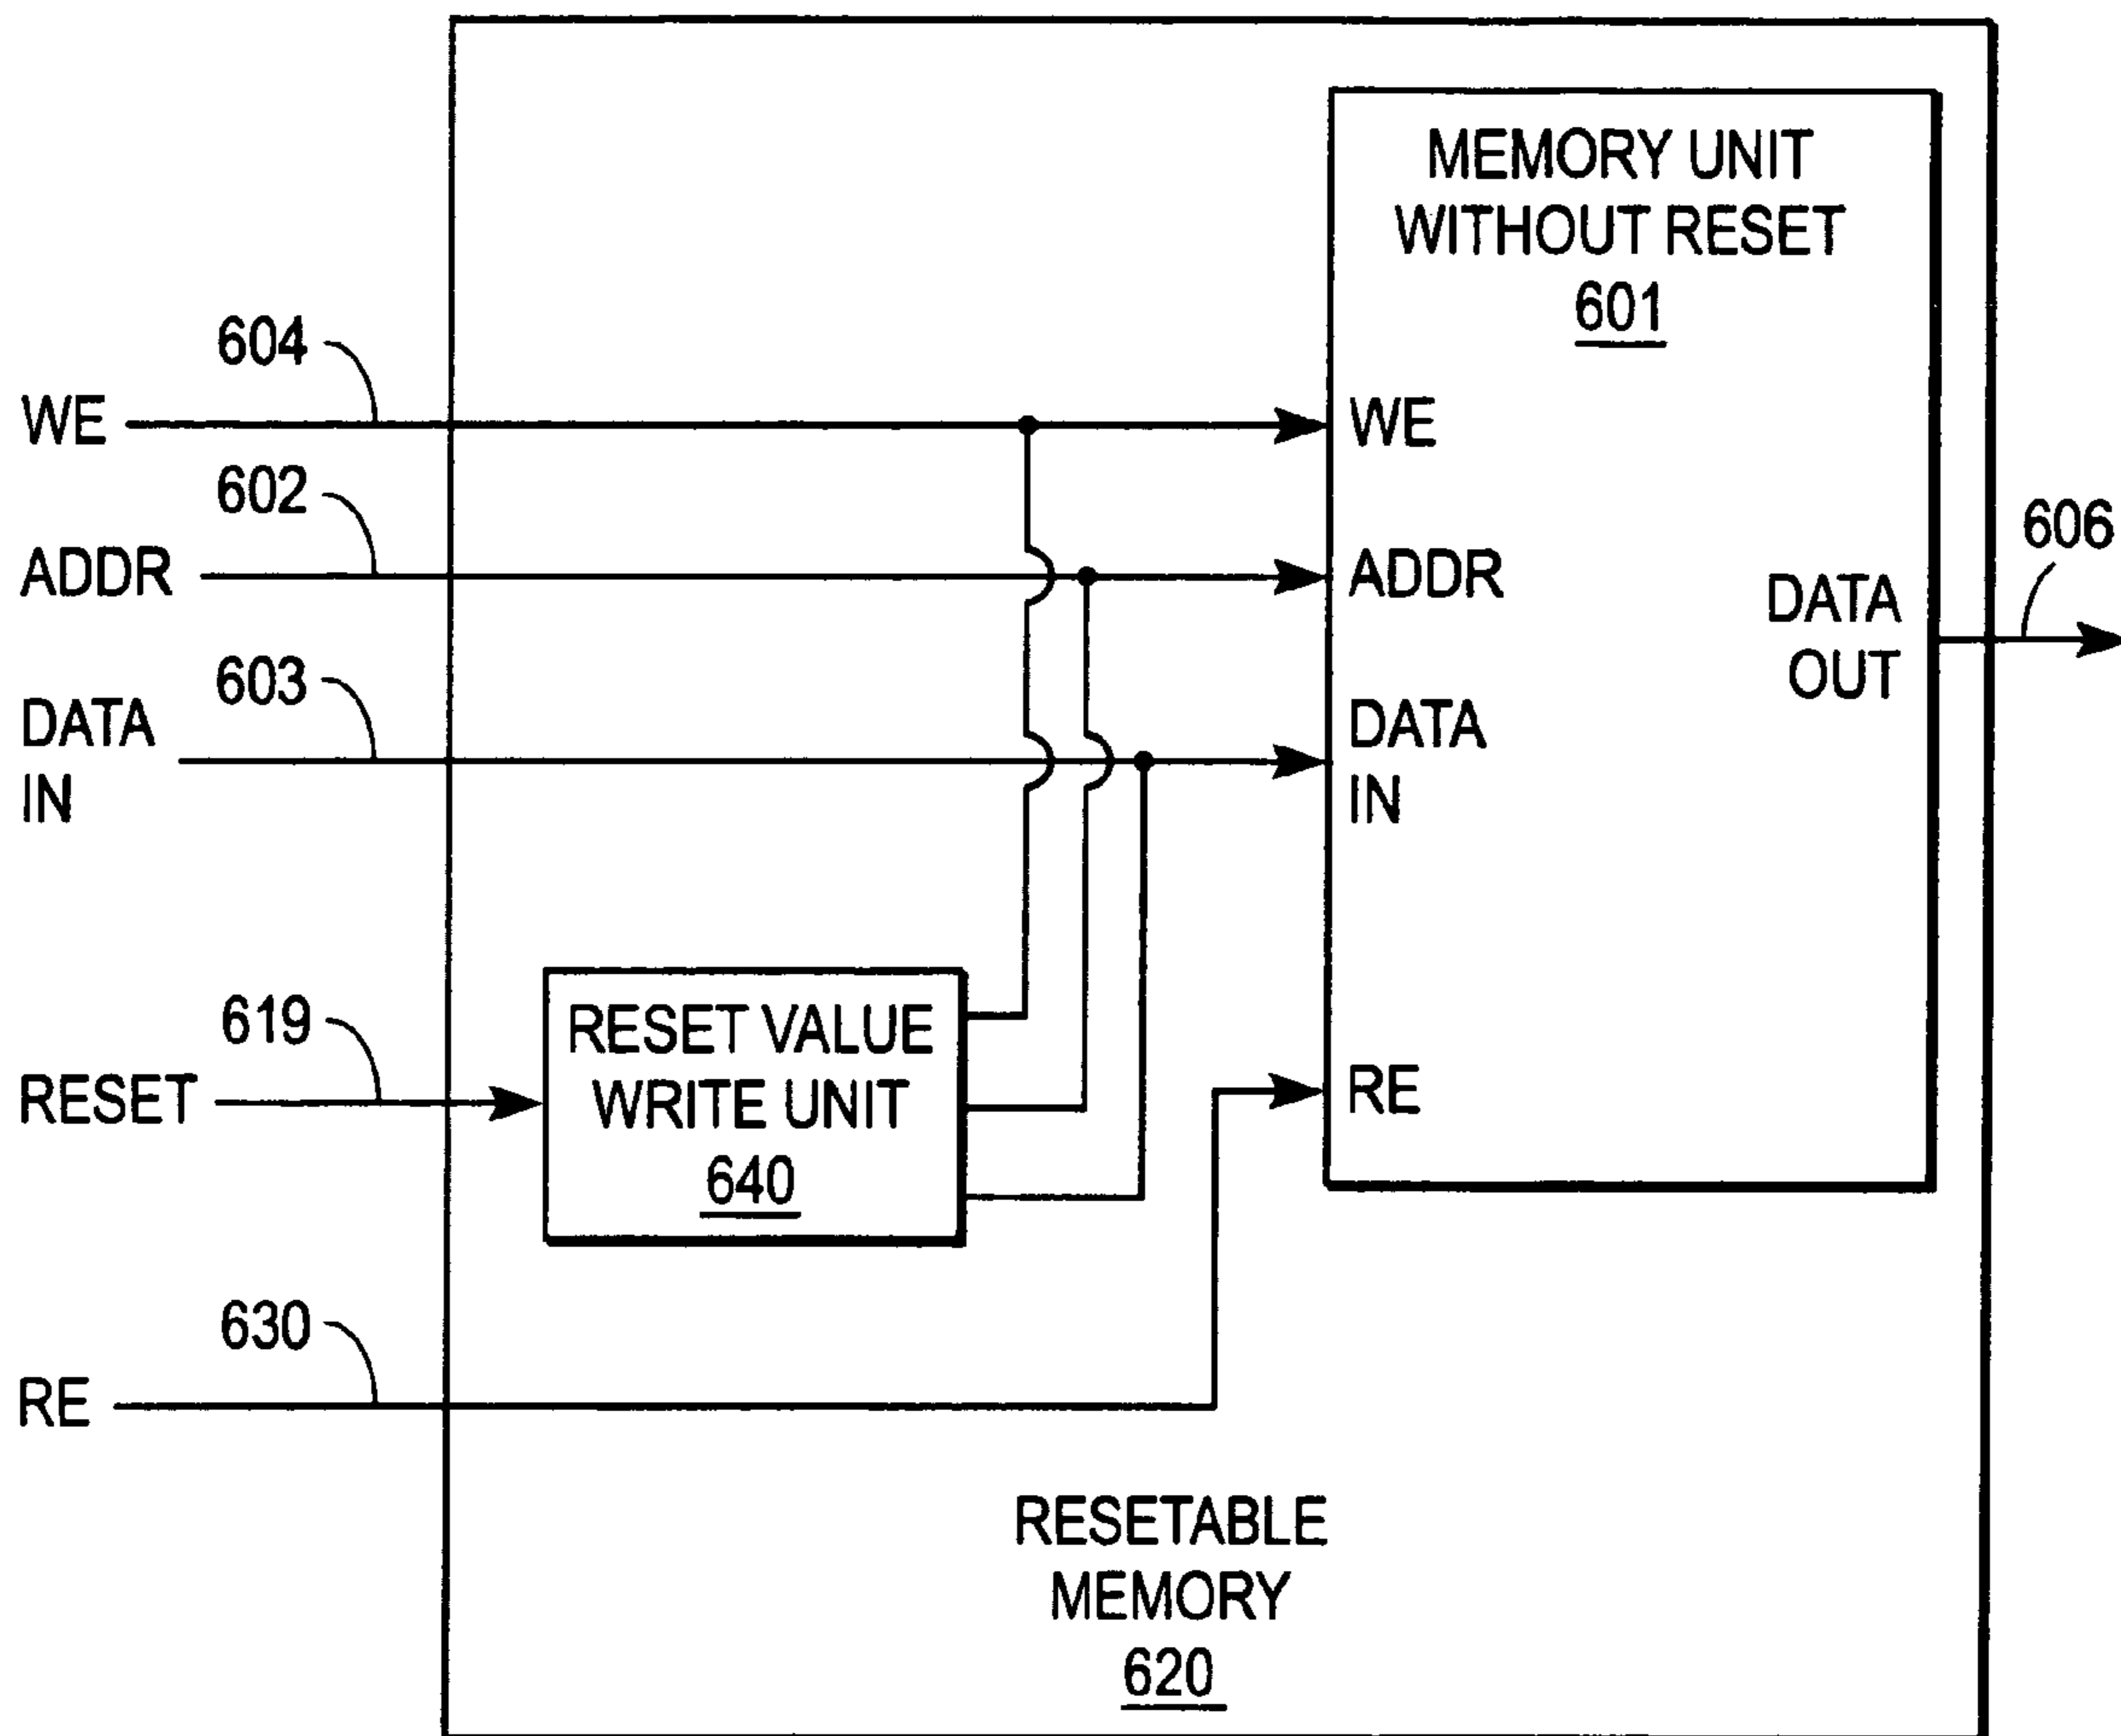 MEMORY UNIT
WITHOUT RESET
601
604
WE
WE
602
ADDR
ADDR
606
DATA
OUT
603
DATA
IN
DATA
IN
619
RESET
RESET VALUE
WRITE UNIT
640
RE
630
RE
RESETABLE
MEMORY
620